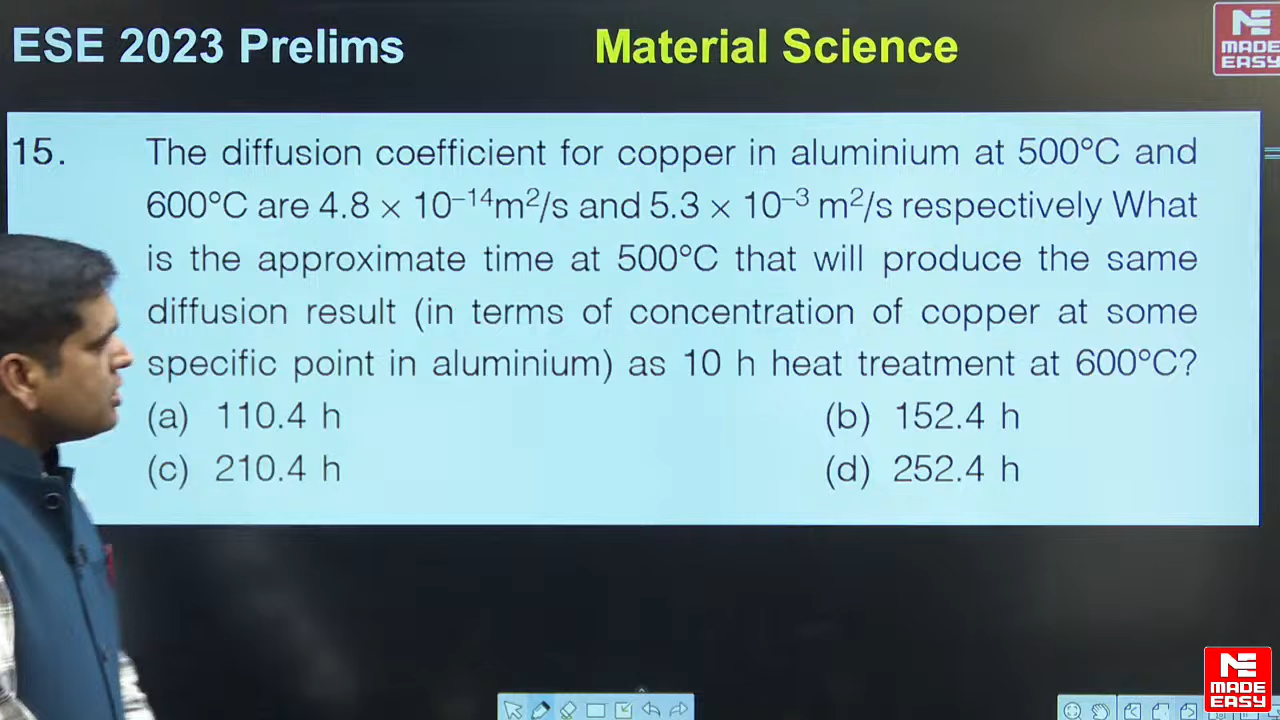 ESE 2023 Prelims
Material Science
MADE
EASY
15. The diffusion coefficient for copper in aluminium at 500°C and
600°C are 4.8 × 10⁻¹⁴m²/s and 5.3 × 10⁻³ m²/s respectively What
is the approximate time at 500°C that will produce the same
diffusion result (in terms of concentration of copper at some
specific point in aluminium) as 10 h heat treatment at 600°C?
(a) 110.4 h (b) 152.4 h
(c) 210.4 h (d) 252.4 h
MADE
EASY